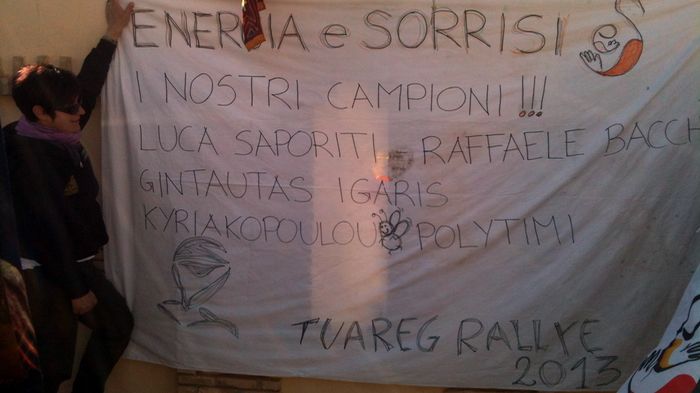 ENERGIA e SORRISI
I NOSTRI CAMPIONI!!!
LUCA SAPORITI RAFFAELE BACCH
GINTAUTAS IGARIS
KYRIAKOPOULOU POLYTIMI
TUAREG RALLYE
2013